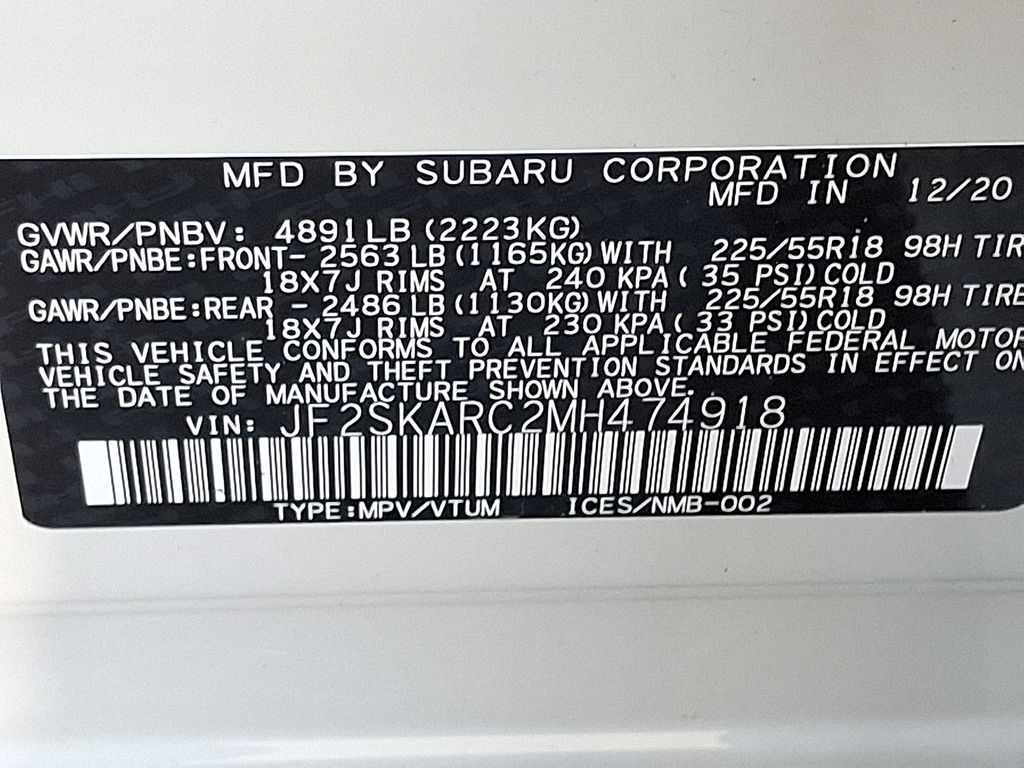 MFD BY SUBARU CORPORATION
MFD IN 12/20
GVWR/PNBV: 4891LB (2223KG)
GAWR/PNBE:FRONT- 2563 LB (1165KG) WITH 225/55R18 98H TIR
18X7J RIMS AT 240 KPA ( 35 PSI) COLD
GAWR/PNBE:REAR - 2486 LB (1130KG) WITH 225/55R18 98H TIRE
18X7J RIMS AT 230 KPA ( 33 PSI) COLD
THIS VEHICLE CONFORMS TO ALL APPLICABLE FEDERAL MOTOR
VEHICLE SAFETY AND THEFT PREVENTION STANDARDS IN EFFECT ON
THE DATE OF MANUFACTURE SHOWN ABOVE.
VIN: JF2SKARC2MH474918
TYPE:MPV/VTUM ICES/NMB-002